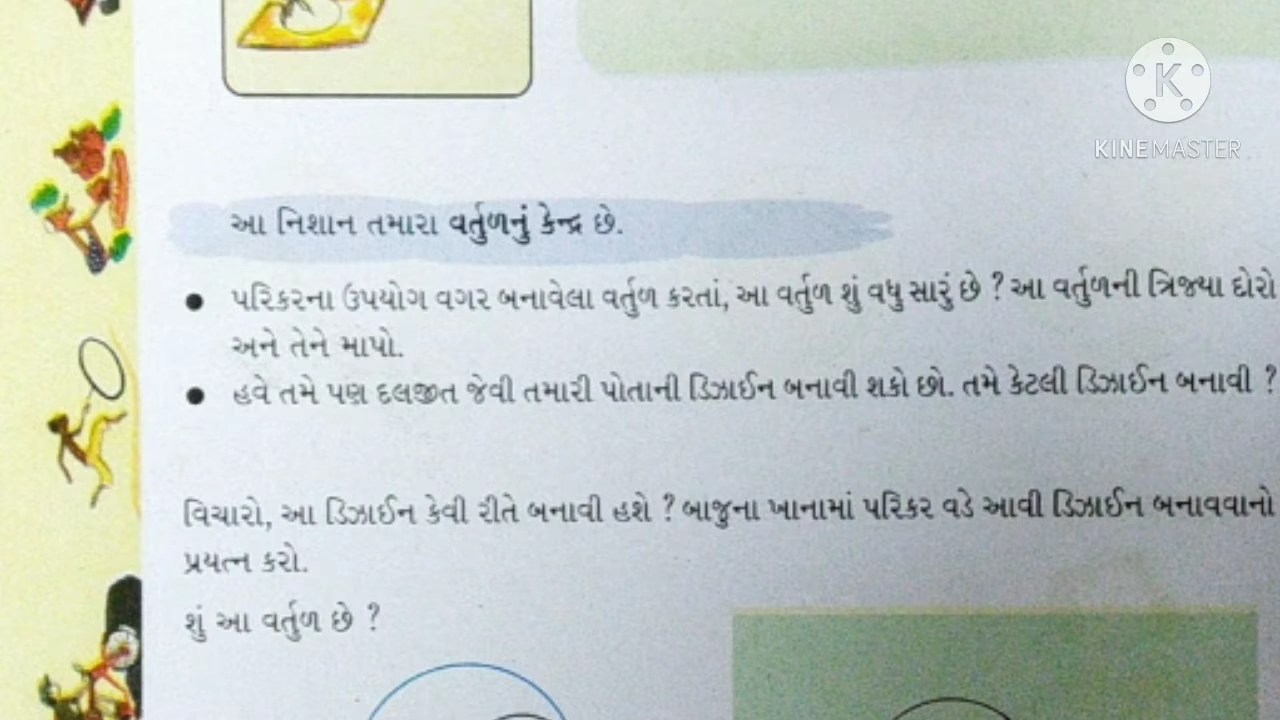 K
KINEMASTER
આ નિશાન તમારા વર્તુળનું કેન્દ્ર છે.
● પરિકરના ઉપયોગ વગર બનાવેલા વર્તુળ કરતાં, આ વર્તુળ શું વધુ સારું છે ? આ વર્તુળની ત્રિજ્યા દોરો
અને તેને માપો.
● હવે તમે પણ દલજીત જેવી તમારી પોતાની ડિઝાઈન બનાવી શકો છો. તમે કેટલી ડિઝાઈન બનાવી ?
વિચારો, આ ડિઝાઈન કેવી રીતે બનાવી હશે ? બાજુના ખાનામાં પરિકર વડે આવી ડિઝાઈન બનાવવાનો
પ્રયત્ન કરો.
શું આ વર્તુળ છે ?